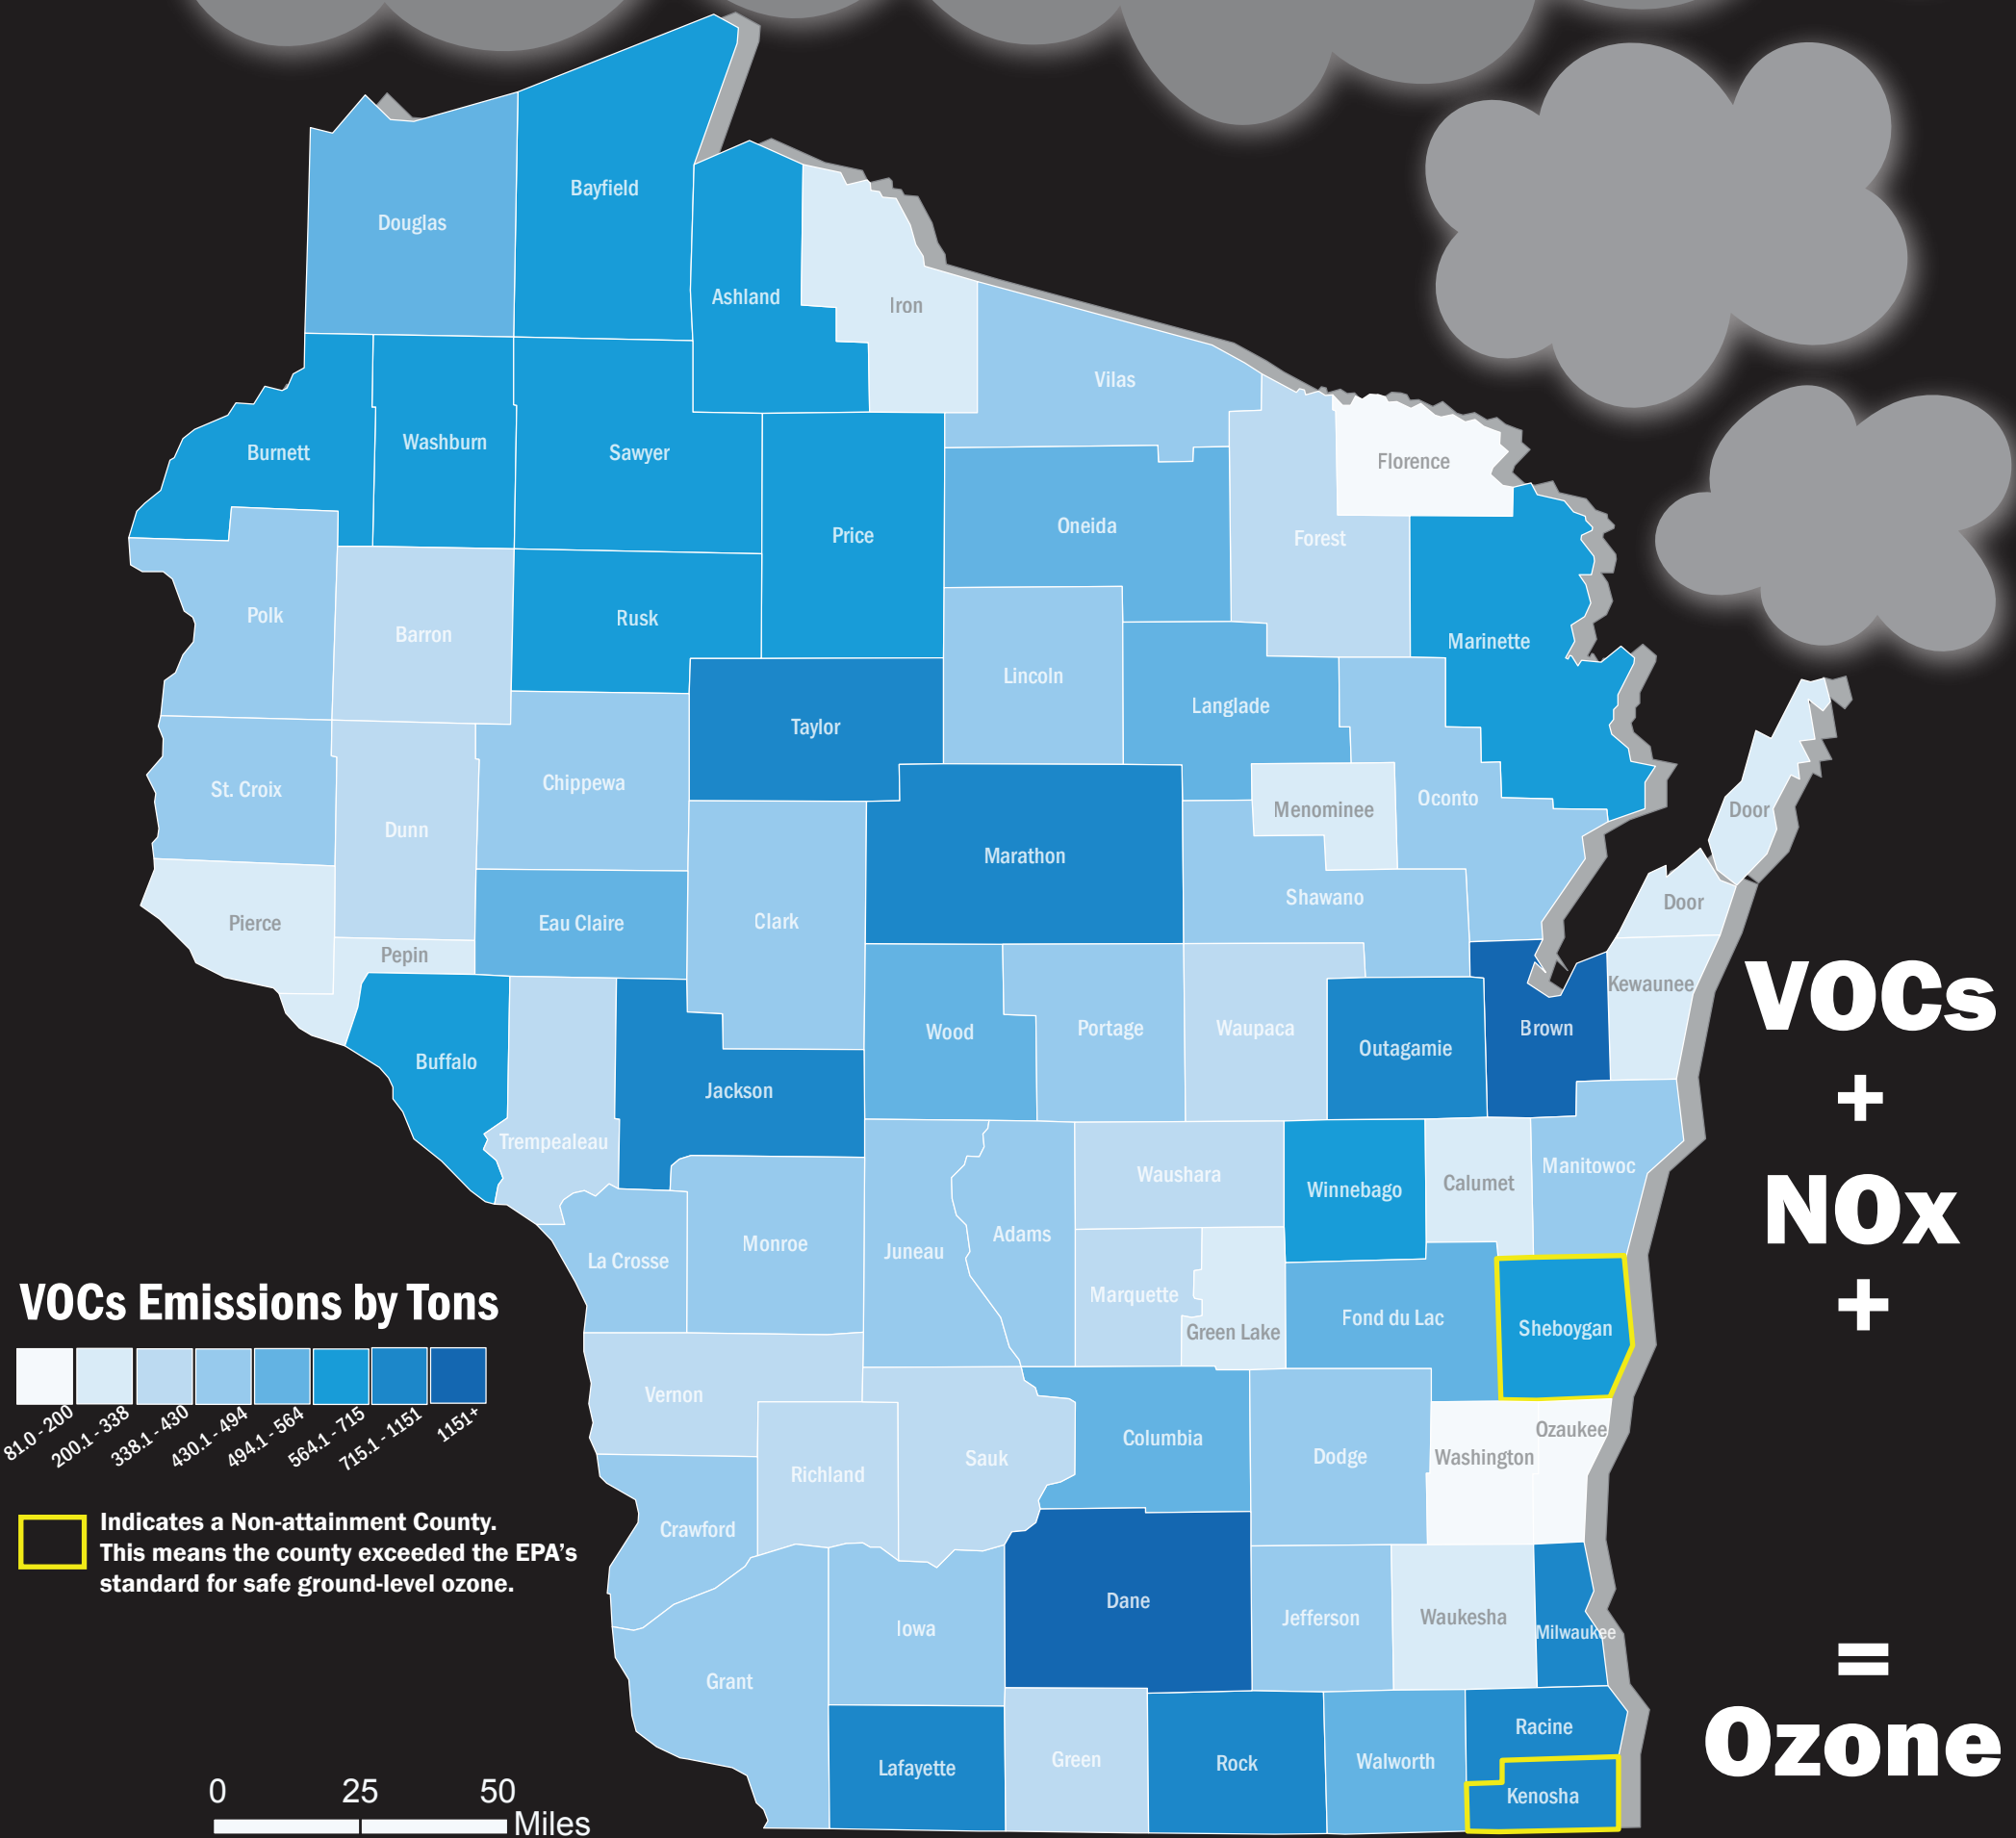 Bayfield
Douglas
Ashland
Iron
Vilas
Washburn
Burnett
Sawyer
Florence
Oneida
Price
Forest
Polk
Rusk
Barron
Marinette
Lincoln
Langlade
Taylor
Chippewa
St. Croix
Oconto
Menominee
Door
Dunn
Marathon
Shawano
Door
Clark
Pierce
Eau Claire
Pepin
Kewaunee
VOCs
Brown
Wood
Portage
Waupaca
Outagamie
Buffalo
Jackson
+
Trempealeau
Manitowoc
Waushara
Calumet
Winnebago
NOx
Adams
Monroe
Juneau
La Crosse
Marquette
+
Fond du Lac
Sheboygan
Green Lake
VOCs Emissions by Tons
81.0 - 200
200.1 - 338
338.1 - 430
430.1 - 494
494.1 - 564
564.1 - 715
715.1 - 1151
1151+
Vernon
Ozaukee
Columbia
Washington
Dodge
Sauk
Richland
Crawford
Indicates a Non-attainment County.
This means the county exceeded the EPA's
standard for safe ground-level ozone.
Dane
Jefferson
Waukesha
Iowa
Milwaukee
=
Grant
Racine
Ozone
Green
Walworth
Rock
Lafayette
Kenosha
0 25 50
Miles